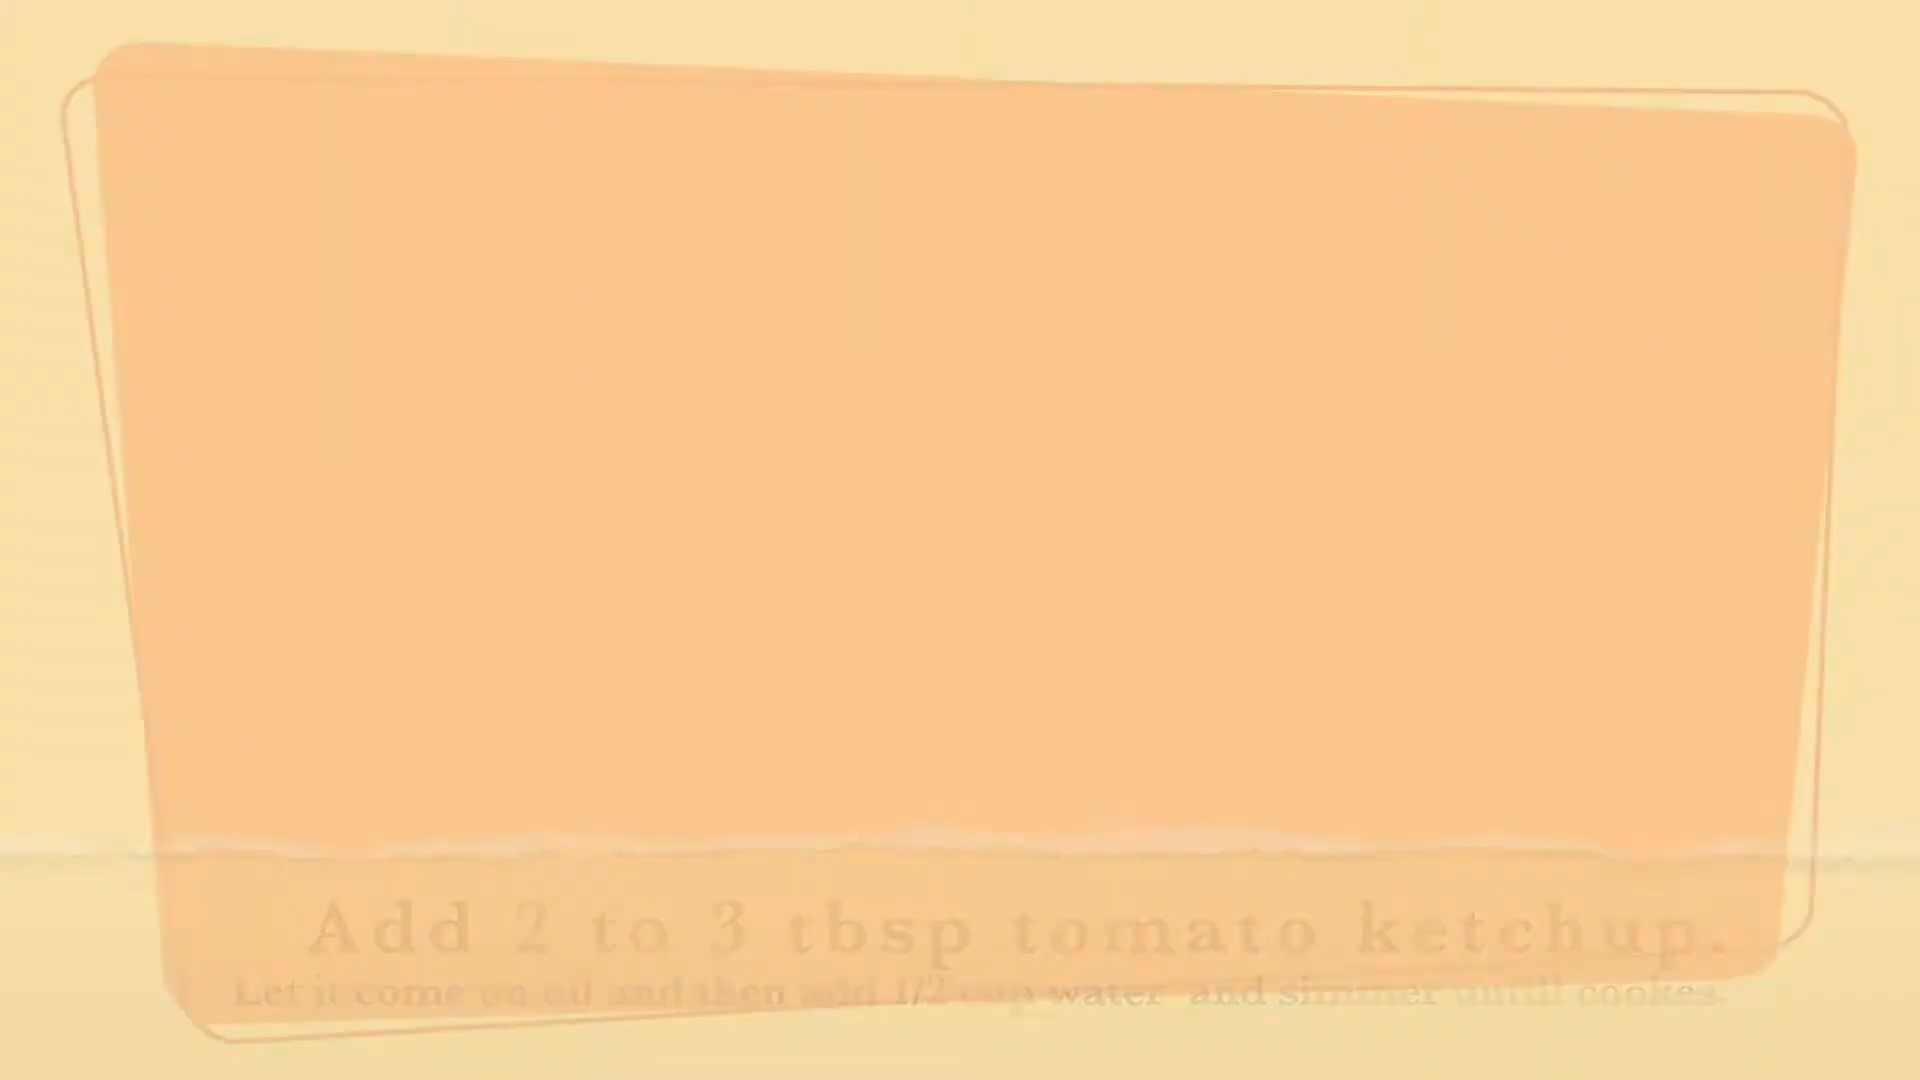 Add 2 to 3 tbsp tomato ketchup.
Let it come on oil and then add 1/2 cup water and simmer untill cookes.